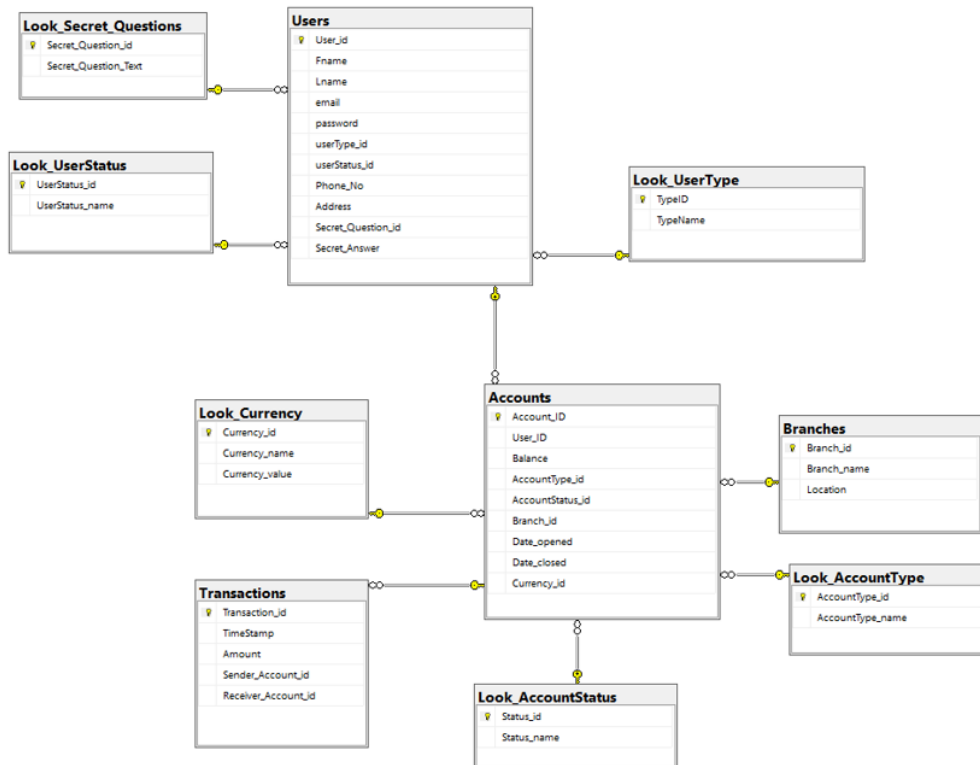 Look_Secret_Questions
Secret_Question_id
Secret_Question_Text
Users
User_id
Fname
Lname
email
password
userType_id
userStatus_id
Phone_No
Address
Secret_Question_id
Secret_Answer
Look_UserStatus
UserStatus_id
UserStatus_name
Look_UserType
TypeID
TypeName
Accounts
Account_ID
User_ID
Balance
AccountType_id
AccountStatus_id
Branch_id
Date_opened
Date_closed
Currency_id
Look_Currency
Currency_id
Currency_name
Currency_value
Branches
Branch_id
Branch_name
Location
Transactions
Transaction_id
TimeStamp
Amount
Sender_Account_id
Receiver_Account_id
Look_AccountType
AccountType_id
AccountType_name
Look_AccountStatus
Status_id
Status_name